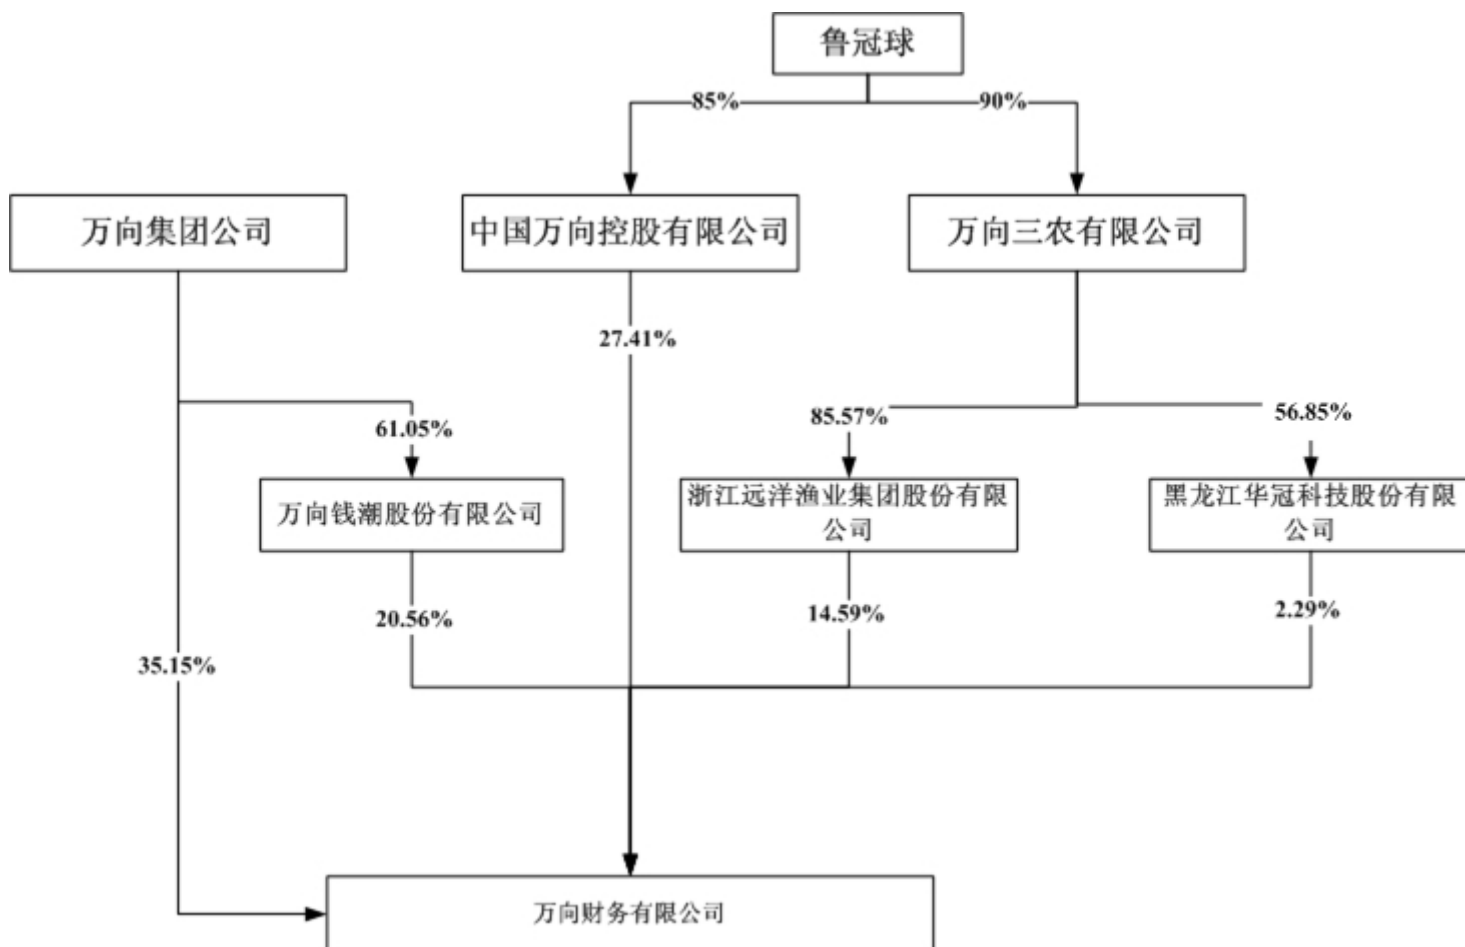 鲁冠球
85%
90%
万向集团公司
中国万向控股有限公司
万向三农有限公司
27.41%
61.05%
85.57%
56.85%
万向钱潮股份有限公司
浙江远洋渔业集团股份有限
公司
黑龙江华冠科技股份有限
公司
20.56%
14.59%
2.29%
35.15%
万向财务有限公司